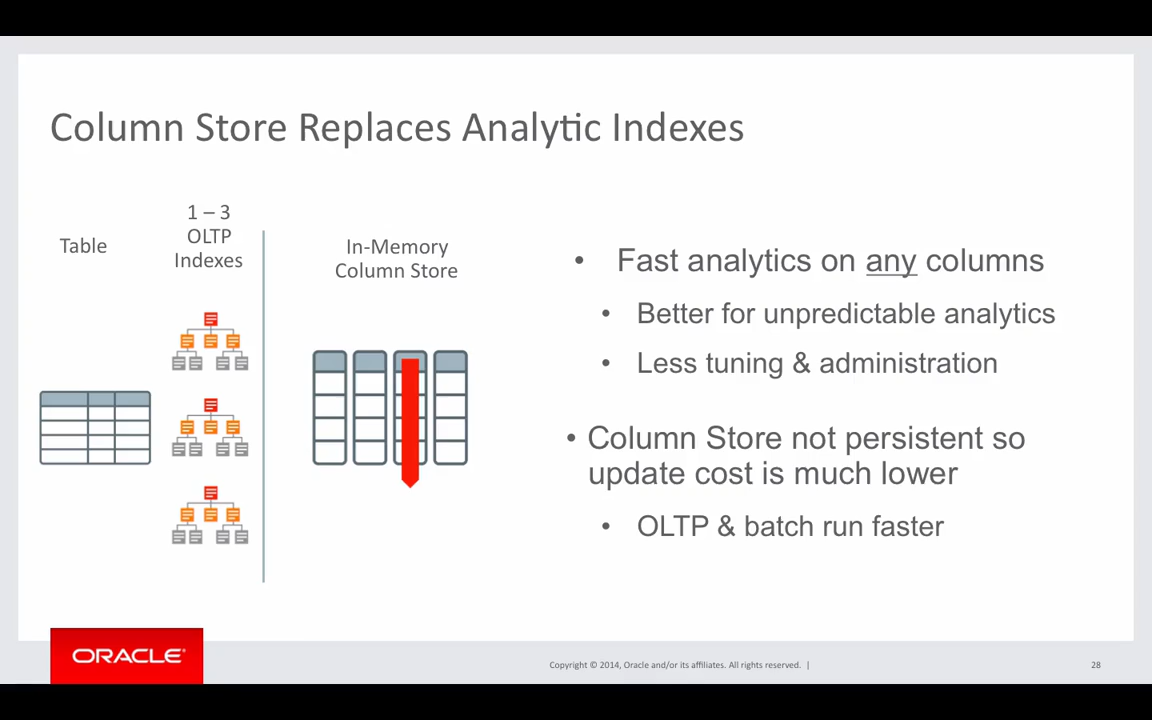 Column Store Replaces Analytic Indexes
Table
1 – 3
OLTP
Indexes
In-Memory
Column Store
• Fast analytics on any columns
• Better for unpredictable analytics
• Less tuning & administration
• Column Store not persistent so
update cost is much lower
• OLTP & batch run faster
ORACLE®
Copyright © 2014, Oracle and/or its affiliates. All rights reserved. |
28